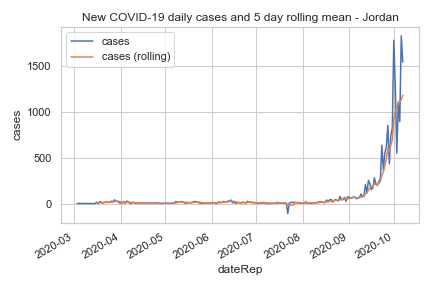 New COVID-19 daily cases and 5 day rolling mean - Jordan
cases
cases (rolling)
1500
1000
500
0
cases
2020-03
2020-04
2020-05
2020-06
2020-07
2020-08
2020-09
2020-10
dateRep